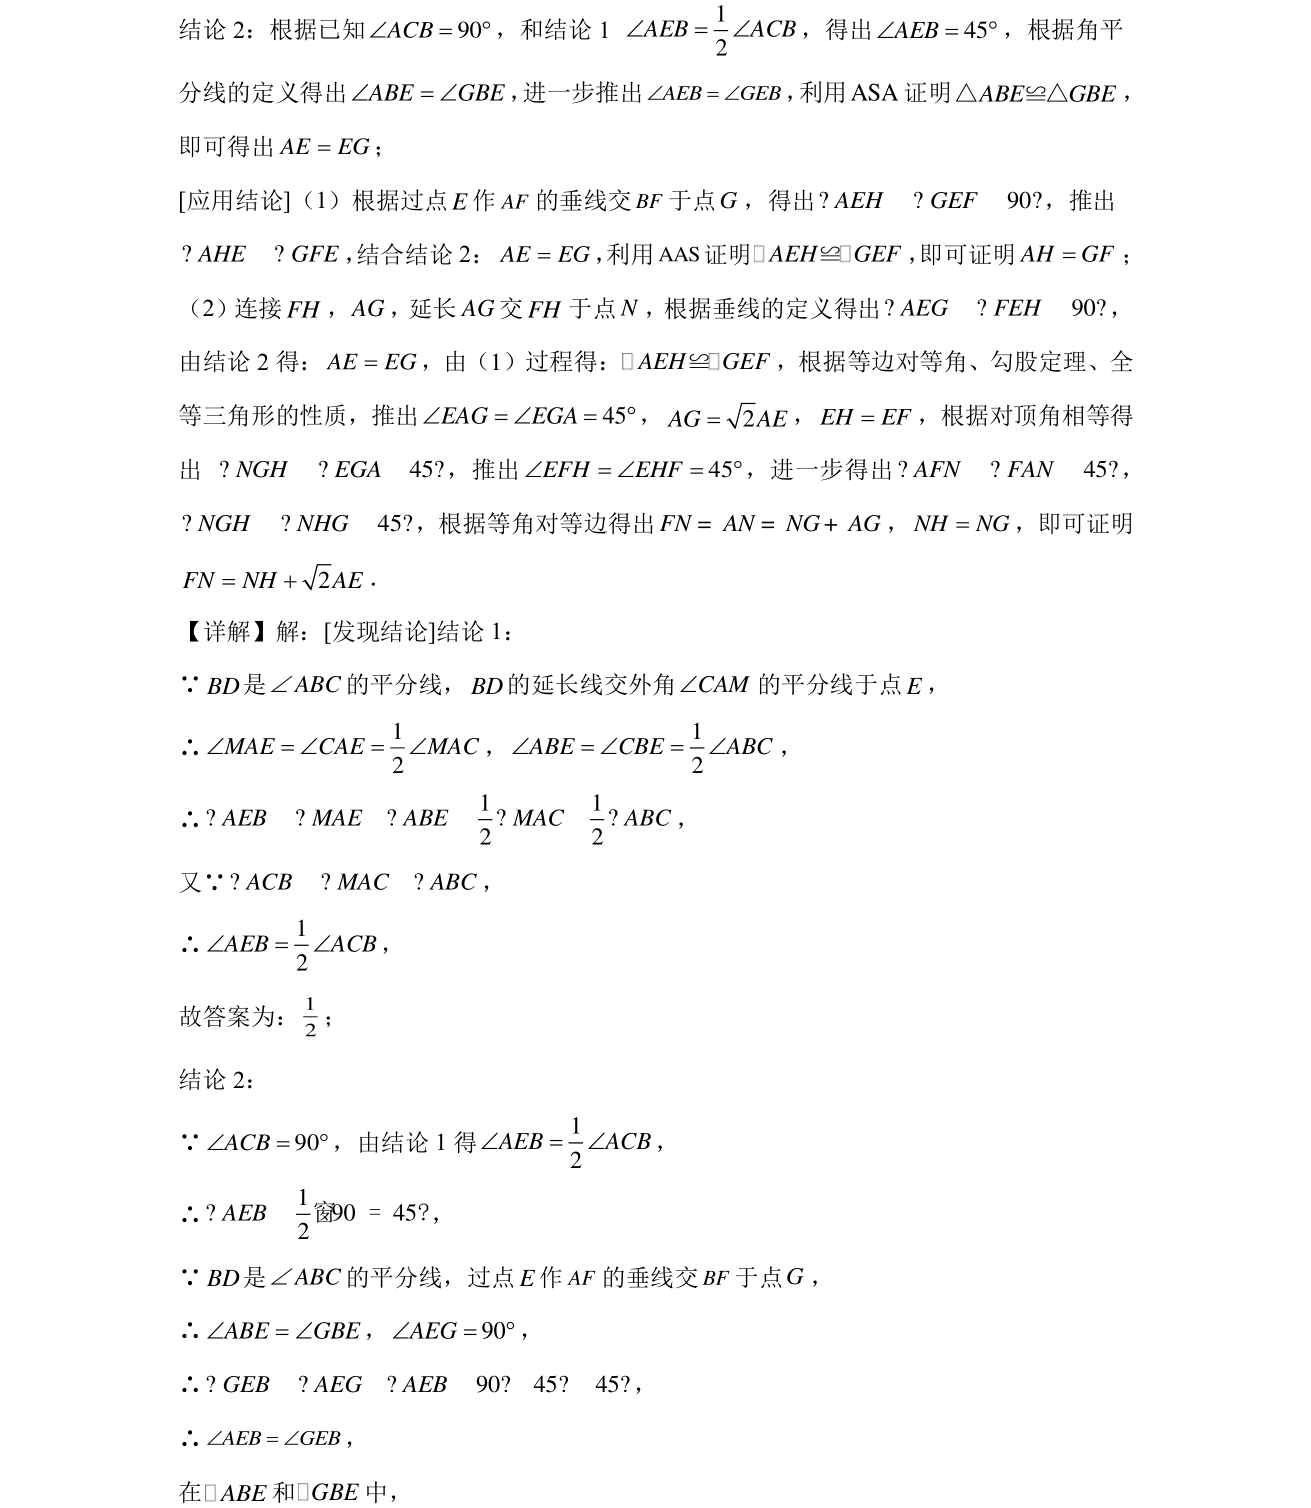 结论 2：根据已知∠ACB = 90°，和结论 1 ∠AEB = 1/2 ∠ACB，得出∠AEB = 45°，根据角平
分线的定义得出∠ABE = ∠GBE，进一步推出∠AEB = ∠GEB，利用 ASA 证明△ABE≌△GBE，
即可得出 AE = EG；
[应用结论]（1）根据过点 E 作 AF 的垂线交 BF 于点 G，得出? AEH ? GEF 90?，推出
? AHE ? GFE，结合结论 2： AE = EG，利用 AAS 证明□ AEH≌□ GEF，即可证明 AH = GF；
（2）连接 FH，AG，延长 AG 交 FH 于点 N，根据垂线的定义得出? AEG ? FEH 90?，
由结论 2 得： AE = EG，由（1）过程得：□ AEH≌□ GEF，根据等边对等角、勾股定理、全
等三角形的性质，推出∠EAG = ∠EGA = 45°， AG = √2AE， EH = EF，根据对顶角相等得
出 ? NGH ? EGA 45?，推出∠EFH = ∠EHF = 45°，进一步得出? AFN ? FAN 45?，
? NGH ? NHG 45?，根据等角对等边得出 FN = AN = NG + AG， NH = NG，即可证明
FN = NH + √2AE．
【详解】解：[发现结论]结论 1：
∵ BD 是∠ABC 的平分线， BD 的延长线交外角∠CAM 的平分线于点 E，
∴ ∠MAE = ∠CAE = 1/2 ∠MAC， ∠ABE = ∠CBE = 1/2 ∠ABC，
∴ ? AEB ? MAE ? ABE 1/2 ? MAC 1/2 ? ABC，
又∵ ? ACB ? MAC ? ABC，
∴ ∠AEB = 1/2 ∠ACB，
故答案为： 1/2；
结论 2：
∵ ∠ACB = 90°，由结论 1 得∠AEB = 1/2 ∠ACB，
∴ ? AEB 1/2 窗90 = 45?，
∵ BD 是∠ABC 的平分线，过点 E 作 AF 的垂线交 BF 于点 G，
∴ ∠ABE = ∠GBE， ∠AEG = 90°，
∴ ? GEB ? AEG ? AEB 90? 45? 45?，
∴ ∠AEB = ∠GEB，
在□ ABE 和□ GBE 中，